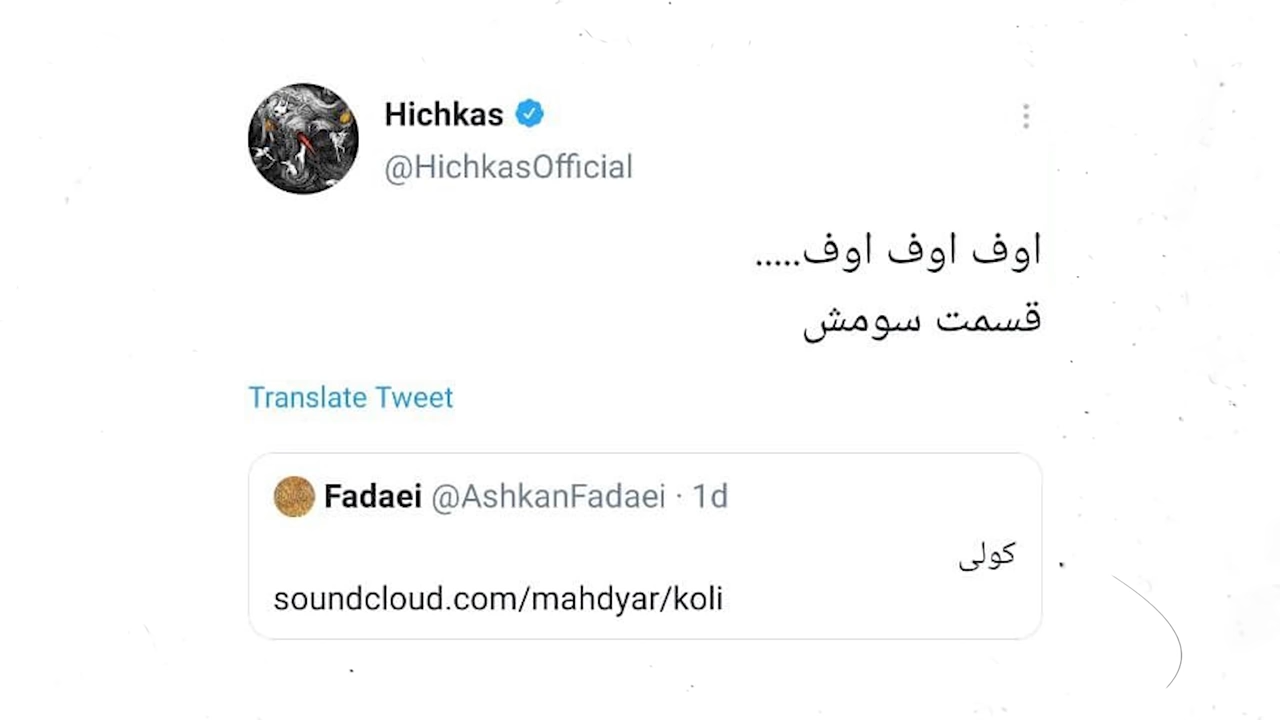 Hichkas
@HichkasOfficial
اوف اوف اوف.....
قسمت سومش
Translate Tweet
Fadaei @AshkanFadaei · 1d
کولی
soundcloud.com/mahdyar/koli